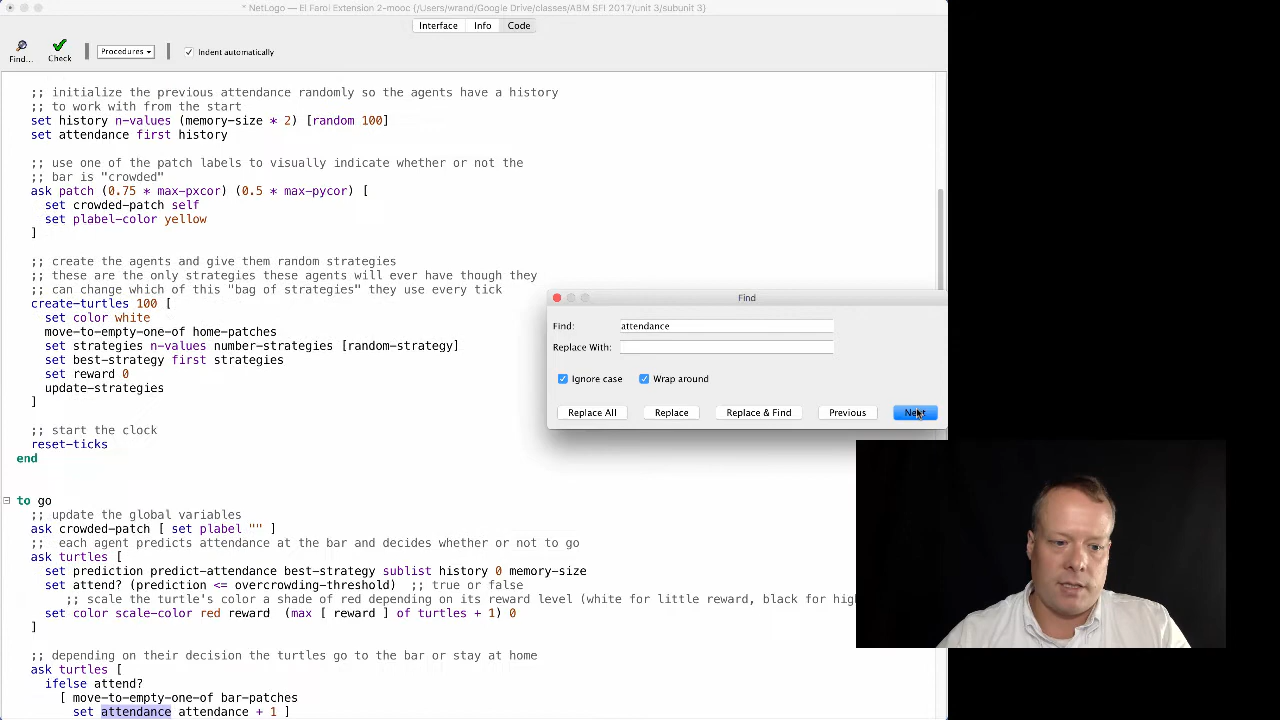 * NetLogo — El Farol Extension 2-mooc {/Users/wrand/Google Drive/classes/ABM SFI 2017/unit 3/subunit 3}
Interface Info Code
Find... Check Procedures Indent automatically
;; initialize the previous attendance randomly so the agents have a history
;; to work with from the start
set history n-values (memory-size * 2) [random 100]
set attendance first history
;; use one of the patch labels to visually indicate whether or not the
;; bar is "crowded"
ask patch (0.75 * max-pxcor) (0.5 * max-pycor) [
set crowded-patch self
set plabel-color yellow
]
;; create the agents and give them random strategies
;; these are the only strategies these agents will ever have though they
;; can change which of this "bag of strategies" they use every tick
create-turtles 100 [
set color white
move-to-empty-one-of home-patches
set strategies n-values number-strategies [random-strategy]
set best-strategy first strategies
set reward 0
update-strategies
]
;; start the clock
reset-ticks
end
to go
;; update the global variables
ask crowded-patch [ set plabel "" ]
;; each agent predicts attendance at the bar and decides whether or not to go
ask turtles [
set prediction predict-attendance best-strategy sublist history 0 memory-size
set attend? (prediction <= overcrowding-threshold) ;; true or false
;; scale the turtle's color a shade of red depending on its reward level (white for little reward, black for
set color scale-color red reward (max [ reward ] of turtles + 1) 0
]
;; depending on their decision the turtles go to the bar or stay at home
ask turtles [
ifelse attend?
[ move-to-empty-one-of bar-patches
set attendance attendance + 1 ]
Find
Find: attendance
Replace With:
Ignore case Wrap around
Replace All Replace Replace & Find Previous Next